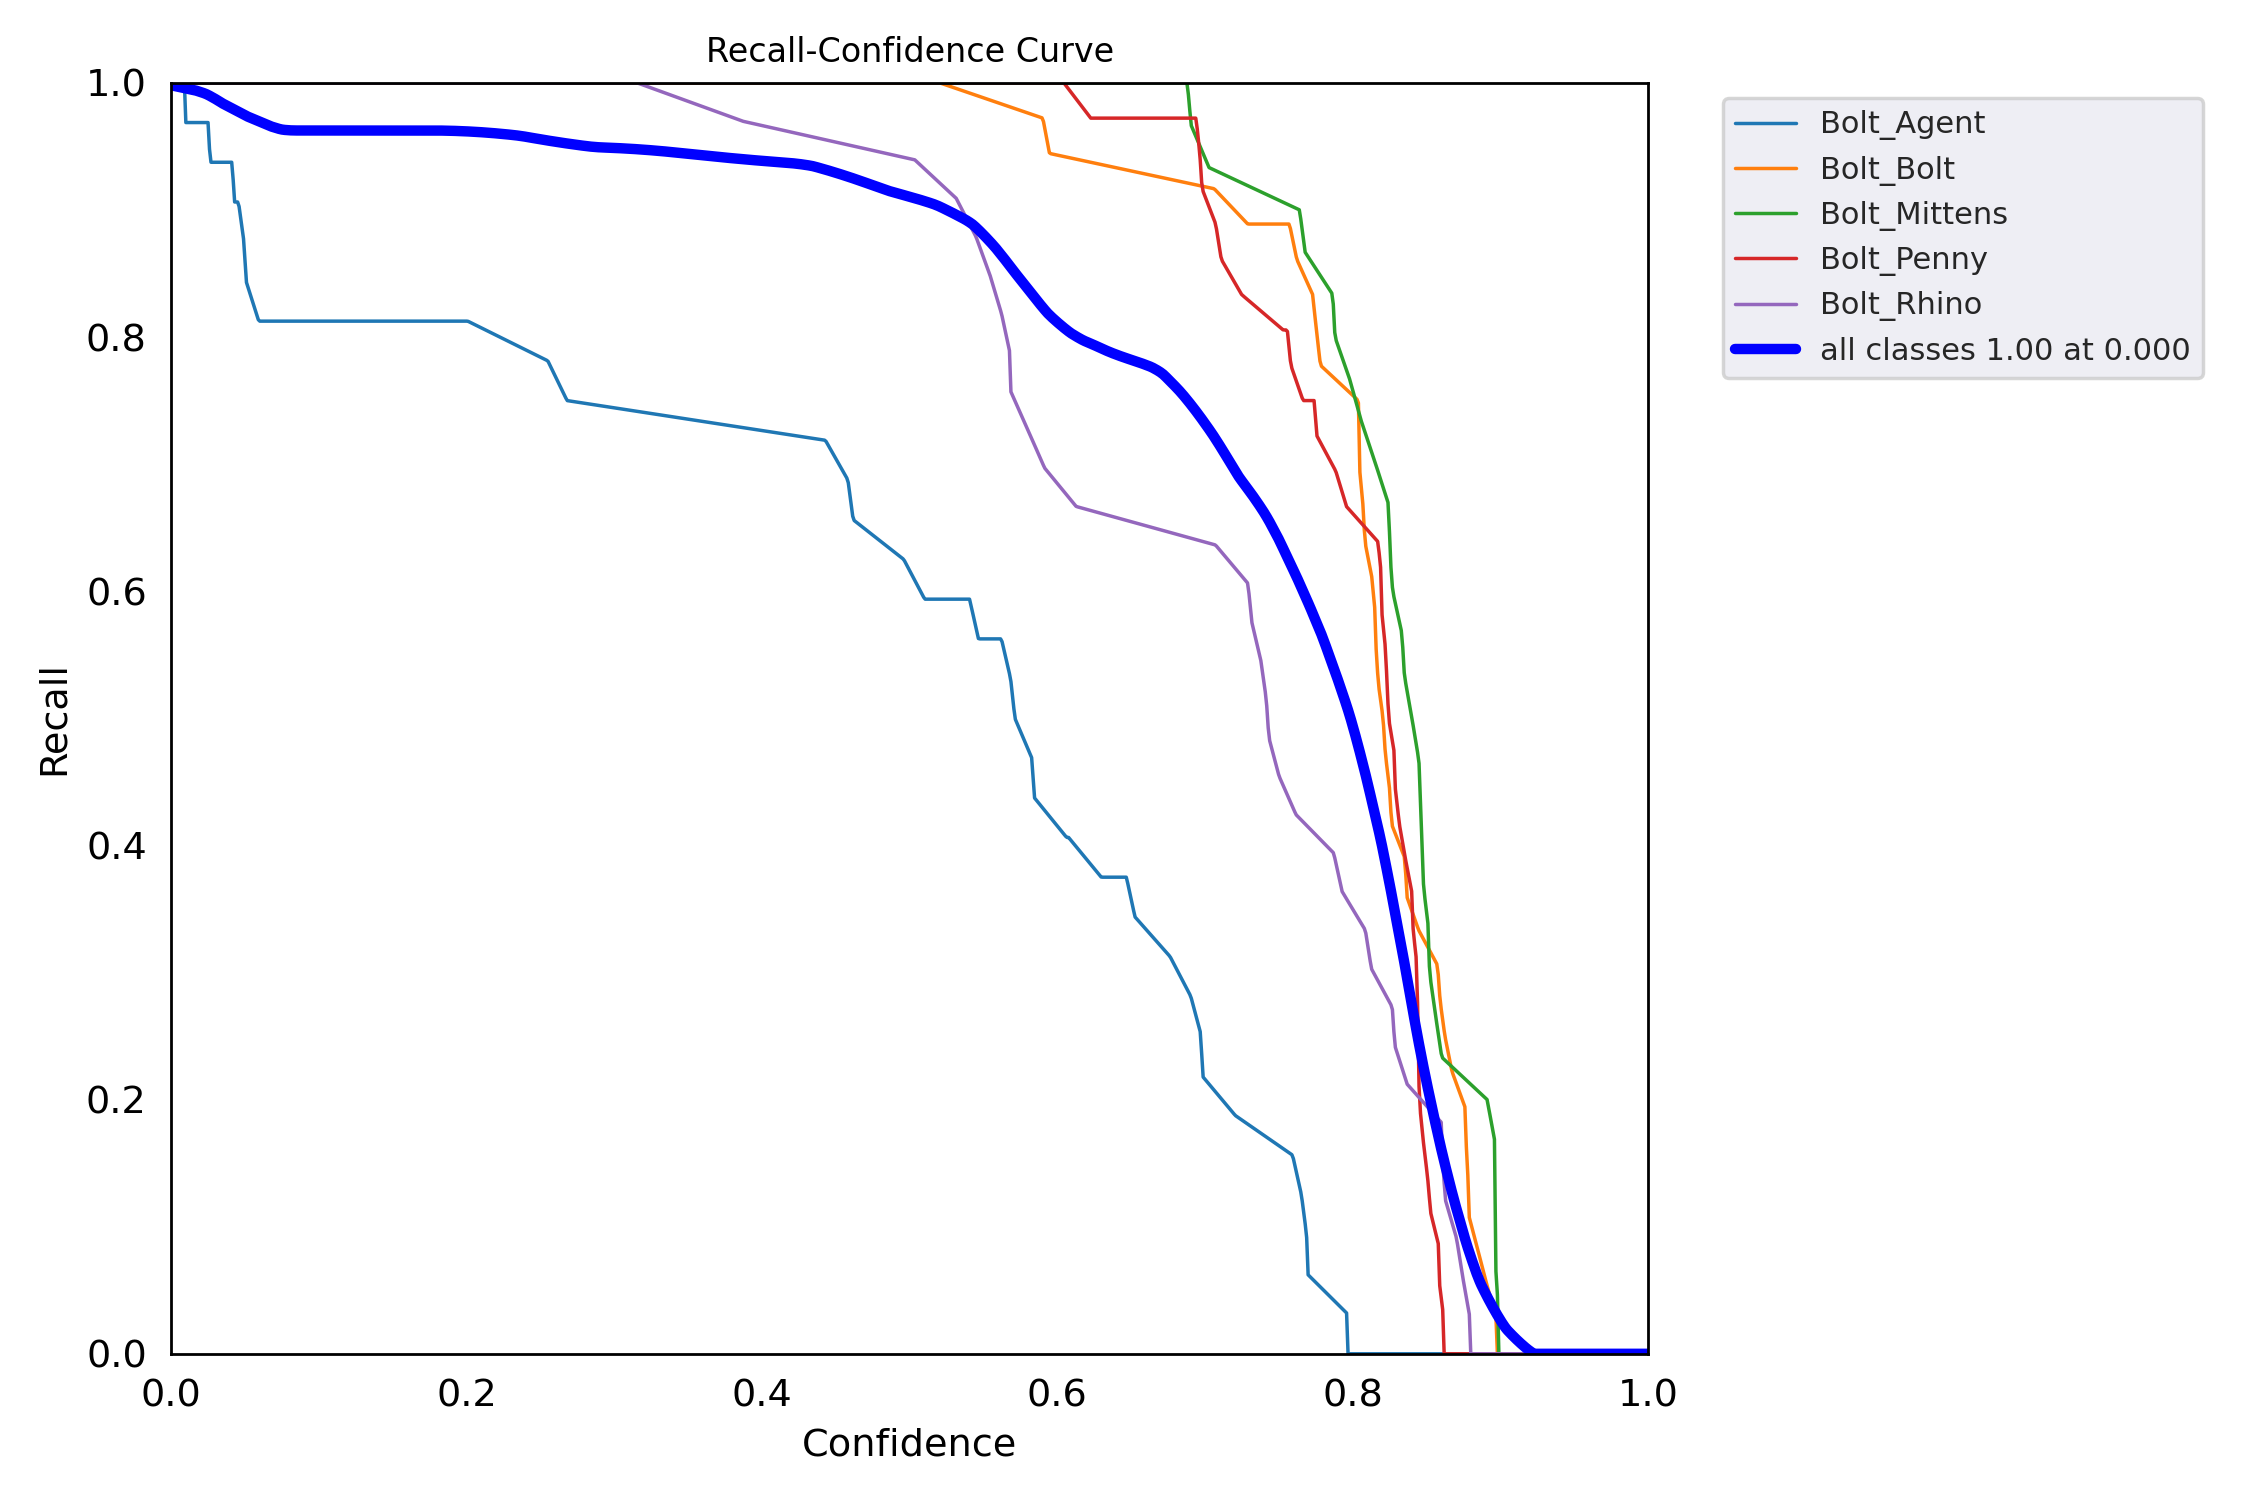 Recall-Confidence Curve
1.0
0.8
0.6
0.4
0.2
0.0
Recall
0.0 0.2 0.4 0.6 0.8 1.0
Confidence
Bolt_Agent
Bolt_Bolt
Bolt_Mittens
Bolt_Penny
Bolt_Rhino
all classes 1.00 at 0.000